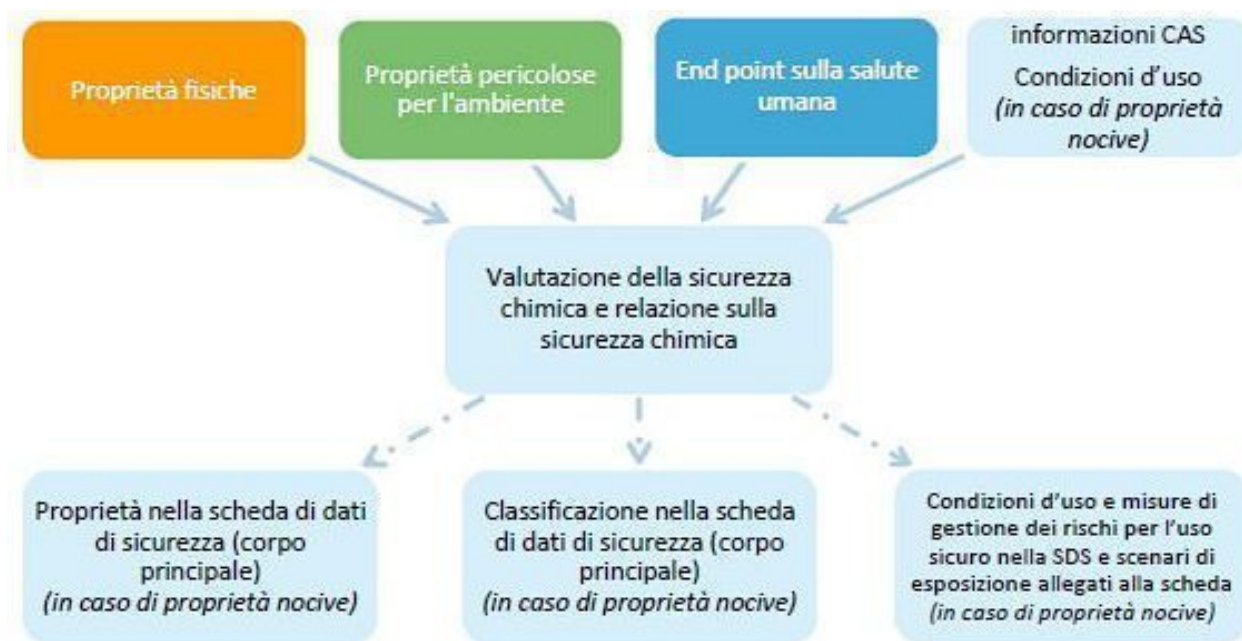 Proprietà fisiche
Proprietà pericolose
per l'ambiente
End point sulla salute
umana
informazioni CAS
Condizioni d'uso
(in caso di proprietà
nocive)
Valutazione della sicurezza
chimica e relazione sulla
sicurezza chimica
Proprietà nella scheda di dati
di sicurezza (corpo
principale)
(in caso di proprietà nocive)
Classificazione nella scheda
di dati di sicurezza (corpo
principale)
(in caso di proprietà nocive)
Condizioni d'uso e misure di
gestione dei rischi per l'uso
sicuro nella SDS e scenari di
esposizione allegati alla scheda
(in caso di proprietà nocive)